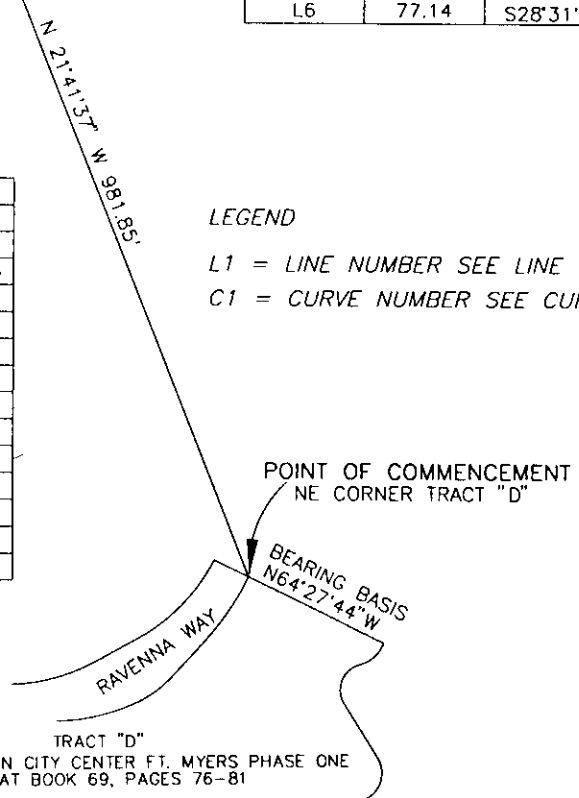 L6 77.14 S28°31'
N 21°41'37" W 981.85'
LEGEND
L1 = LINE NUMBER SEE LINE
C1 = CURVE NUMBER SEE
POINT OF COMMENCEMENT
NE CORNER TRACT "D"
BEARING BASIS
N64°27'44"W
RAVENNA WAY
TRACT "D"
N CITY CENTER FT. MYERS PHASE ONE
AT BOOK 69, PAGES 76-81